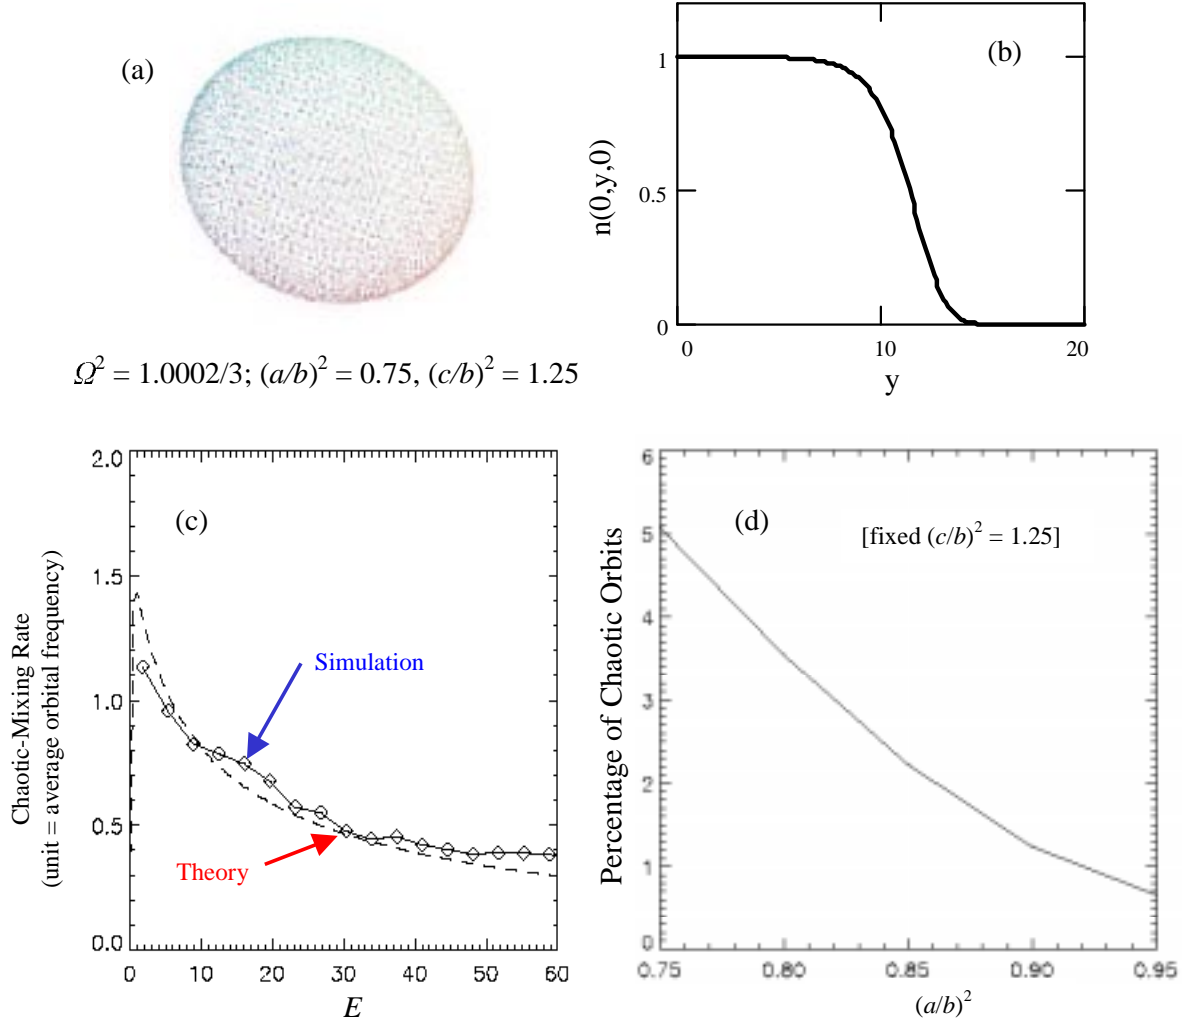 (a)
Ω² = 1.0002/3; (a/b)² = 0.75, (c/b)² = 1.25
(b)
n(0,y,0)
1
0.5
0
0
10
20
y
(c)
Chaotic-Mixing Rate
(unit = average orbital frequency)
2.0
1.5
1.0
0.5
0.0
Simulation
Theory
0 10 20 30 40 50 60
E
(d)
[fixed (c/b)² = 1.25]
Percentage of Chaotic Orbits
6
5
4
3
2
1
0
0.75 0.80 0.85 0.90 0.95
(a/b)²